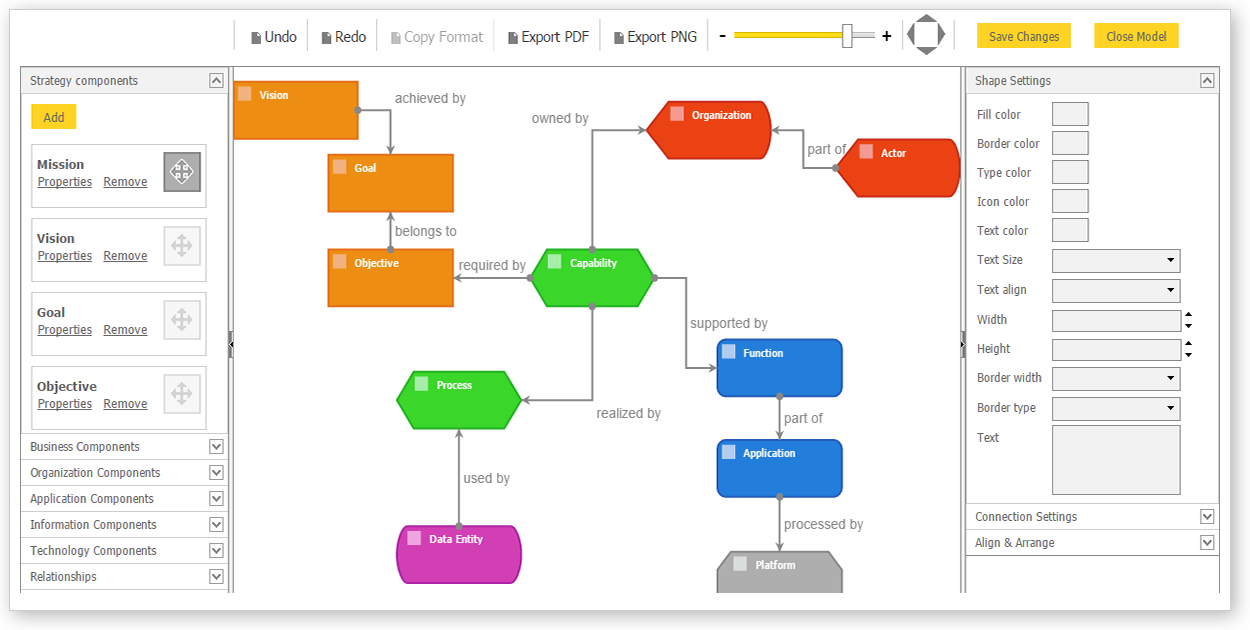 Undo
Redo
Copy Format
Export PDF
Export PNG
-
+
Save Changes
Close Model
Strategy components
Add
Mission
Properties Remove
Vision
Properties Remove
Goal
Properties Remove
Objective
Properties Remove
Business Components
Organization Components
Application Components
Information Components
Technology Components
Relationships
Vision
achieved by
Goal
belongs to
Objective
required by
Capability
owned by
Organization
part of
Actor
supported by
Function
part of
Application
processed by
Platform
realized by
Process
used by
Data Entity
Shape Settings
Fill color
Border color
Type color
Icon color
Text color
Text Size
Text align
Width
Height
Border width
Border type
Text
Connection Settings
Align & Arrange